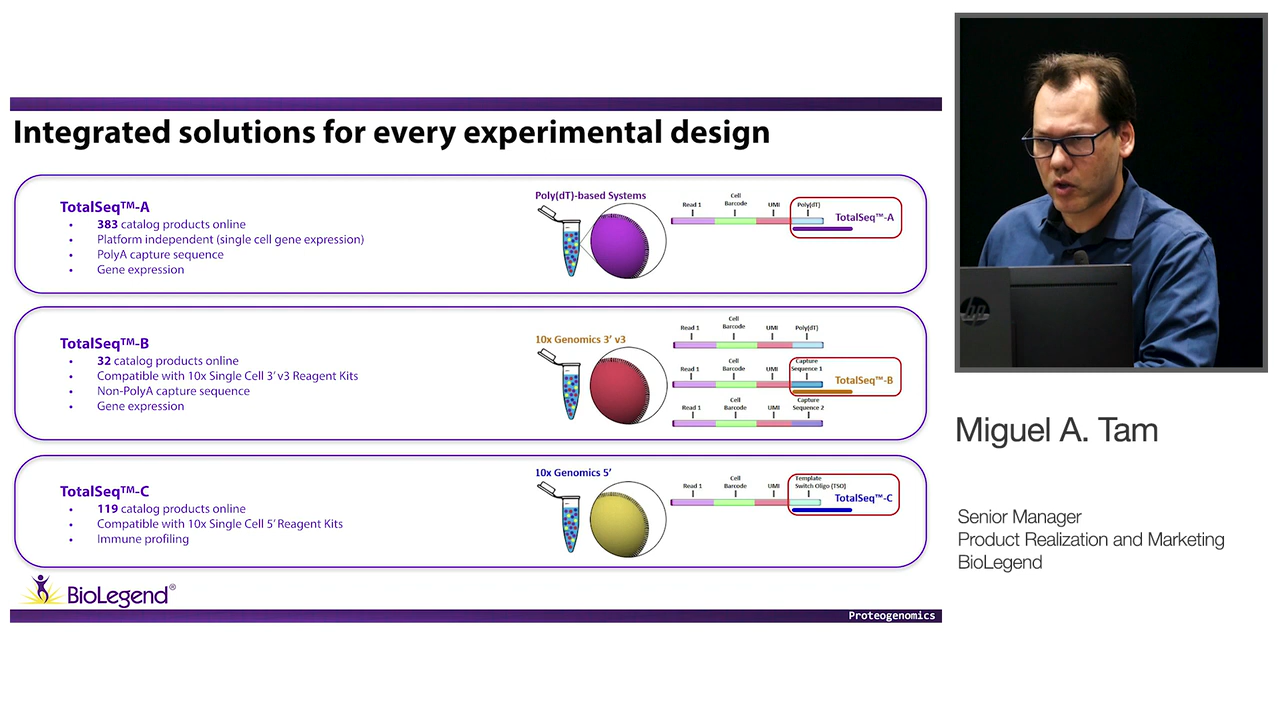 Integrated solutions for every experimental design
TotalSeq™-A
• 383 catalog products online
• Platform independent (single cell gene expression)
• PolyA capture sequence
• Gene expression
Poly(dT)-based Systems
Read 1
Cell
Barcode
UMI
Poly(dT)
TotalSeq™-A
TotalSeq™-B
• 32 catalog products online
• Compatible with 10x Single Cell 3' v3 Reagent Kits
• Non-PolyA capture sequence
• Gene expression
10x Genomics 3' v3
Read 1
Cell
Barcode
UMI
Poly(dT)
Read 1
Cell
Barcode
UMI
Capture
Sequence 1
TotalSeq™-B
Read 1
Cell
Barcode
UMI
Capture
Sequence 2
TotalSeq™-C
• 119 catalog products online
• Compatible with 10x Single Cell 5' Reagent Kits
• Immune profiling
10x Genomics 5'
Read 1
Cell
Barcode
UMI
Template
Switch Oligo (TSO)
TotalSeq™-C
BioLegend®
Proteogenomics
hp
Miguel A. Tam
Senior Manager
Product Realization and Marketing
BioLegend